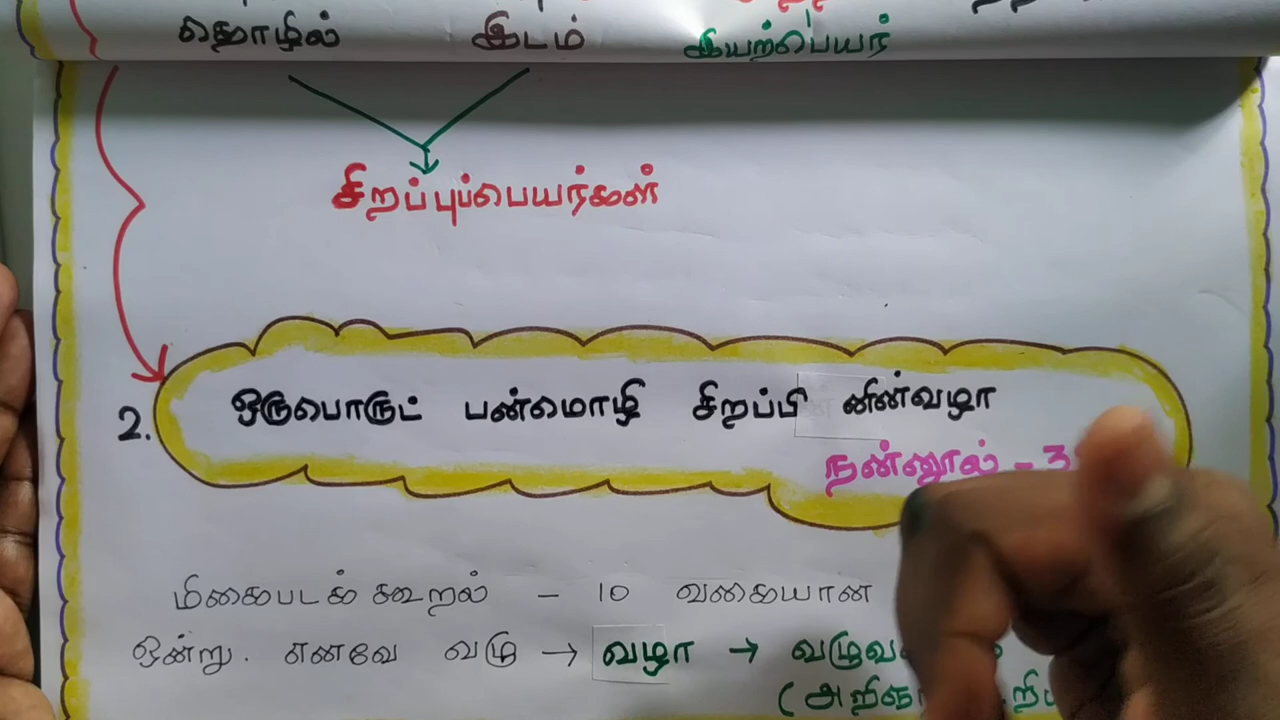 தொழில் இடம் இயற்பெயர்
சிறப்புப்பெயர்கள்
2. ஒருபொருட் பன்மொழி சிறப்பி னின்வழா
நன்னூல் - 3
மிகைபடக் கூறல் - 10 வகையான
ஒன்று. எனவே வழு → வழா →